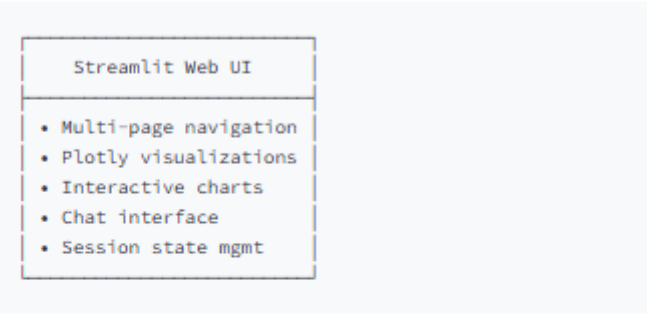 Streamlit Web UI
• Multi-page navigation
• Plotly visualizations
• Interactive charts
• Chat interface
• Session state mgmt